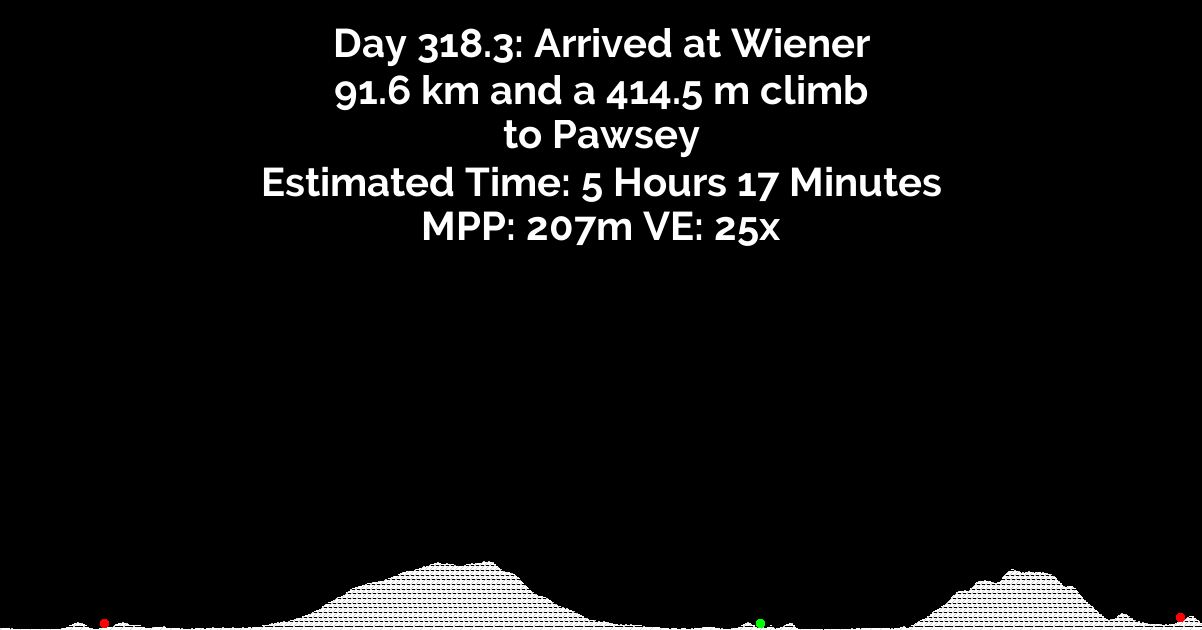 Day 318.3: Arrived at Wiener
91.6 km and a 414.5 m climb
to Pawsey
Estimated Time: 5 Hours 17 Minutes
MPP: 207m VE: 25x